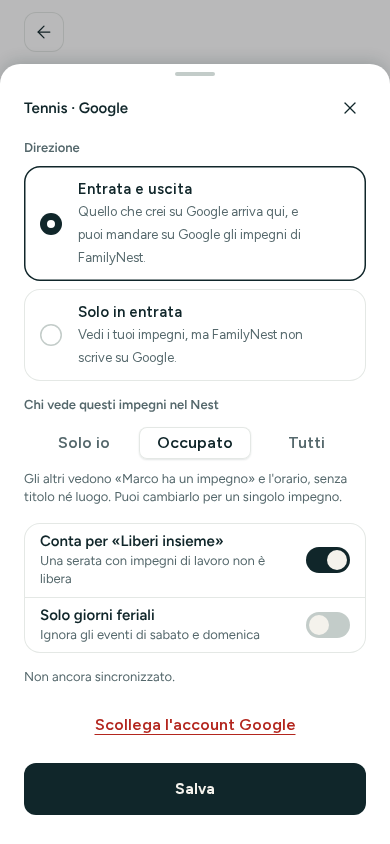 Tennis · Google
Direzione
Entrata e uscita
Quello che crei su Google arriva qui, e
puoi mandare su Google gli impegni di
FamilyNest.
Solo in entrata
Vedi i tuoi impegni, ma FamilyNest non
scrive su Google.
Chi vede questi impegni nel Nest
Solo io
Occupato
Tutti
Gli altri vedono «Marco ha un impegno» e l'orario, senza
titolo né luogo. Puoi cambiarlo per un singolo impegno.
Conta per «Liberi insieme»
Una serata con impegni di lavoro non è
libera
Solo giorni feriali
Ignora gli eventi di sabato e domenica
Non ancora sincronizzato.
Scollega l'account Google
Salva